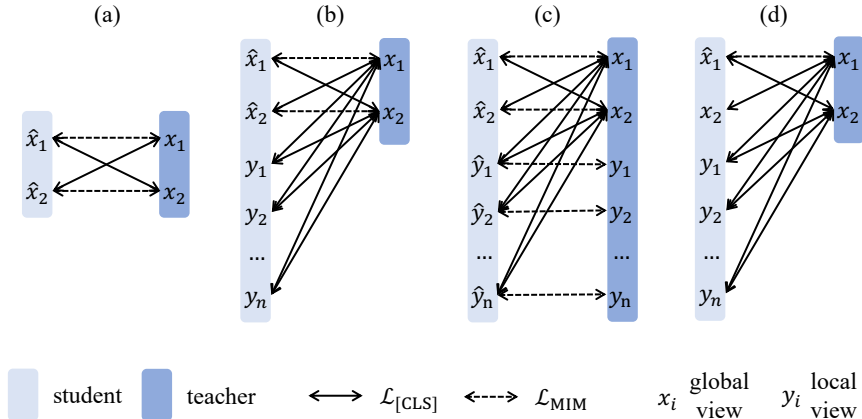 (a) (b) (c) (d)
x̂₁ x₁ x̂₁ x₁ x̂₁ x₁
x̂₂ x₂ x̂₂ x₂ x₂ x₂
x̂₁ x₁ y₁ ŷ₁ y₁ y₁
x̂₂ x₂ y₂ ŷ₂ y₂ y₂
... ... ... ...
yₙ ŷₙ yₙ yₙ
student teacher ℒ[CLS] ℒMIM xᵢ global view yᵢ local view